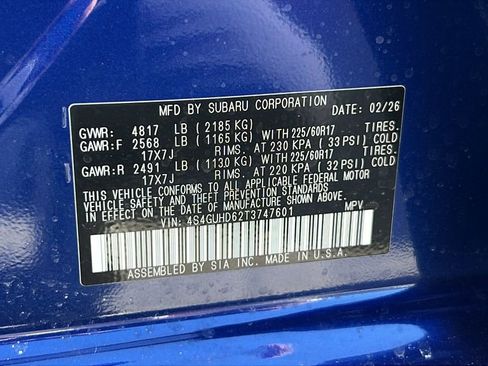 MFD BY SUBARU CORPORATION DATE: 02/26
GVWR: 4817 LB ( 2185 KG)
GAWR:F 2568 LB ( 1165 KG) WITH 225/60R17 TIRES.
17X7J RIMS. AT 230 KPA ( 33 PSI) COLD.
GAWR:R 2491 LB ( 1130 KG) WITH 225/60R17 TIRES.
17X7J RIMS. AT 220 KPA ( 32 PSI) COLD.
THIS VEHICLE CONFORMS TO ALL APPLICABLE FEDERAL MOTOR
VEHICLE SAFETY, BUMPER, AND THEFT PREVENTION STANDARDS
IN EFFECT ON THE DATE OF MANUFACTURE SHOWN ABOVE.
VIN: 4S4GUHD62T3747601 MPV
ASSEMBLED BY SIA INC. MADE IN U.S.A.